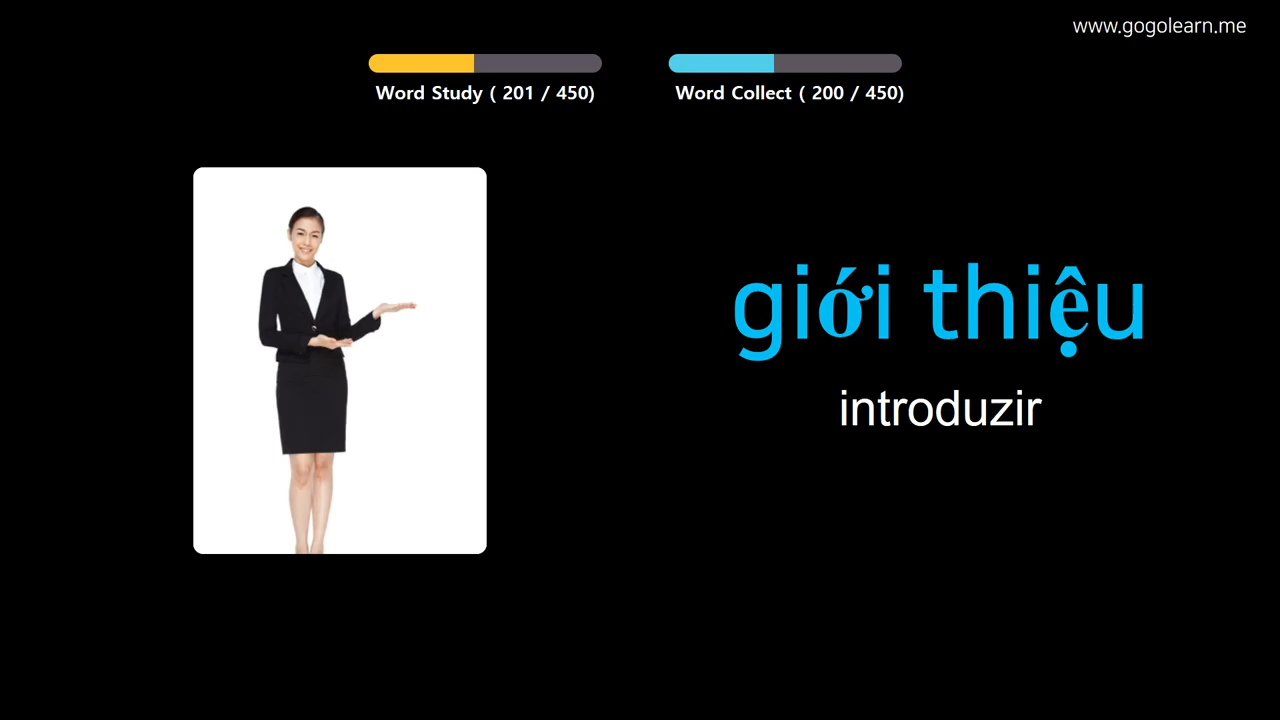 www.gogolearn.me
Word Study ( 201 / 450)
Word Collect ( 200 / 450)
giới thiệu
introduzir